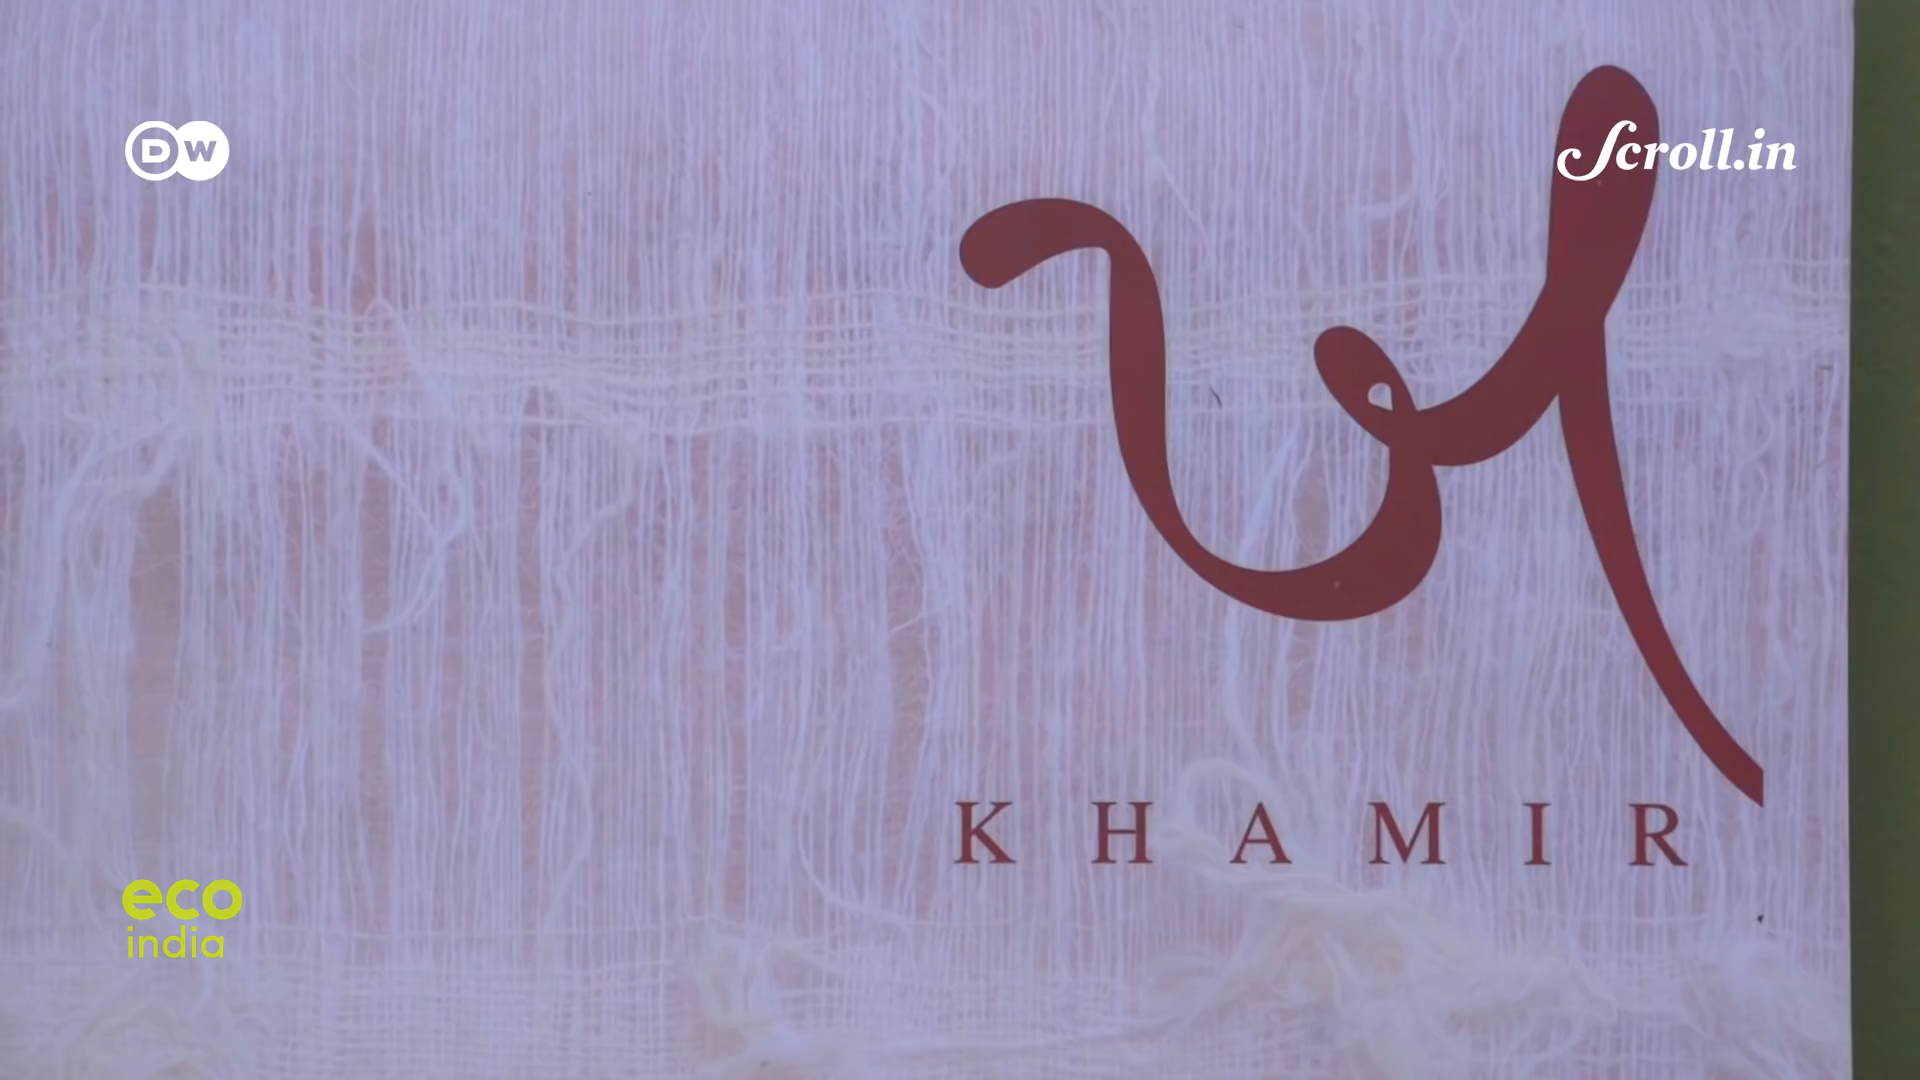 DW
Scroll.in
ખ
KHAMIR
eco
india